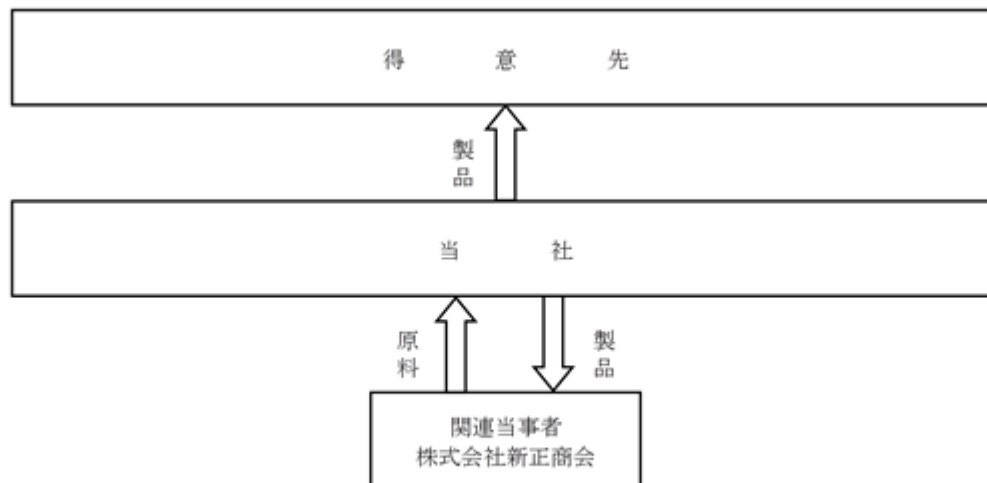 得意先
製品
当社
原料
製品
関連当事者
株式会社新正商会